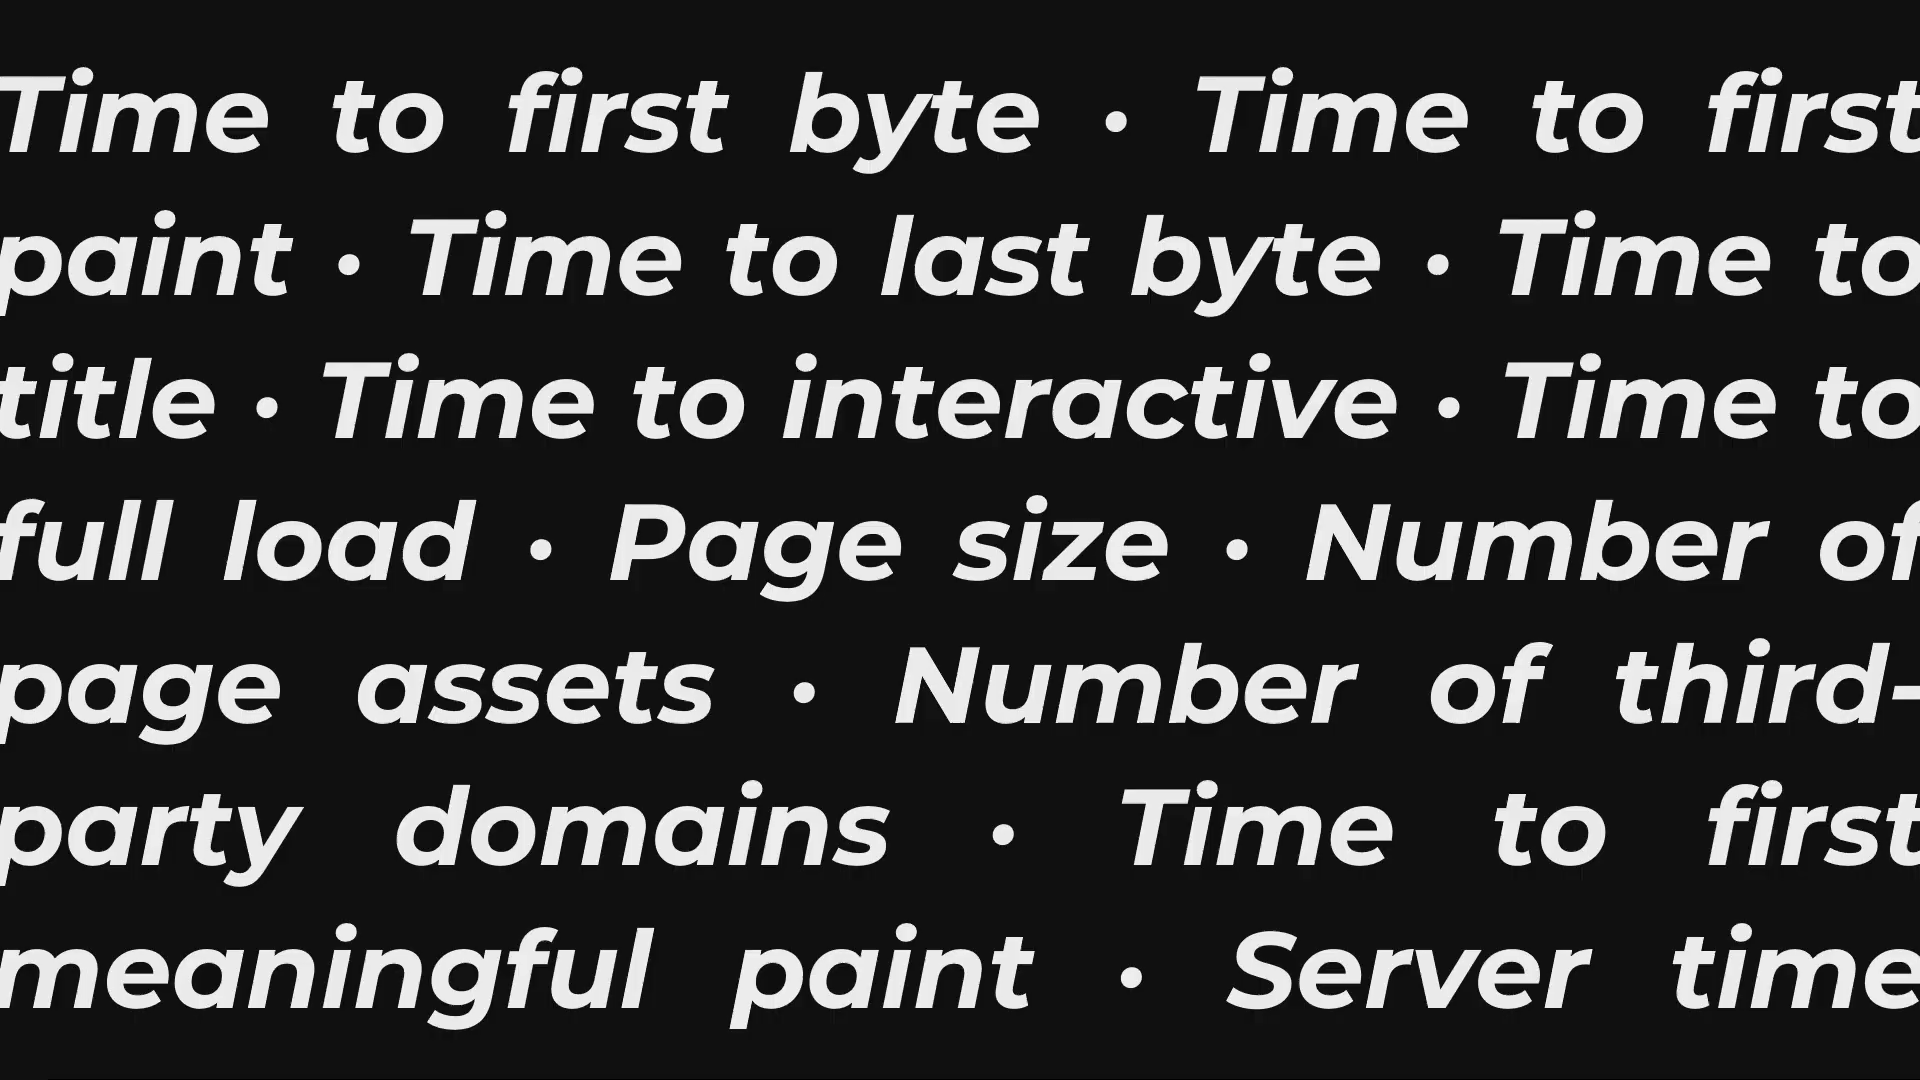 Time to first byte • Time to first
paint • Time to last byte • Time to
title • Time to interactive • Time to
full load • Page size • Number of
page assets • Number of third-
party domains • Time to first
meaningful paint • Server time